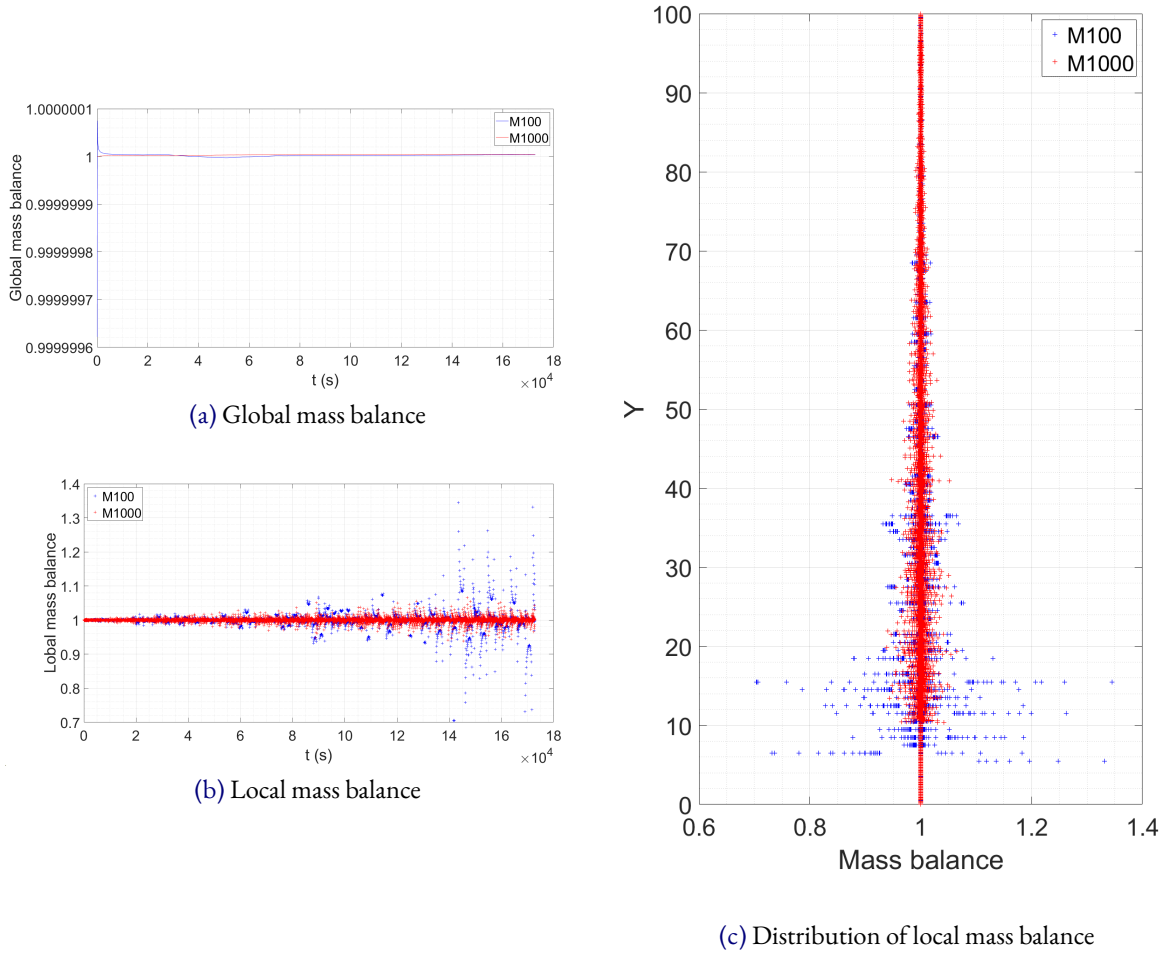 1.0000001
1
0.9999999
0.9999998
0.9999997
0.9999996
Global mass balance
M100
M1000
0 2 4 6 8 10 12 14 16 18
t (s)
×10⁴
(a) Global mass balance
1.4
1.3
1.2
1.1
1
0.9
0.8
0.7
Lobal mass balance
M100
M1000
0 2 4 6 8 10 12 14 16 18
t (s)
×10⁴
(b) Local mass balance
100
90
80
70
60
50
40
30
20
10
0
Y
M100
M1000
0.6 0.8 1 1.2 1.4
Mass balance
(c) Distribution of local mass balance